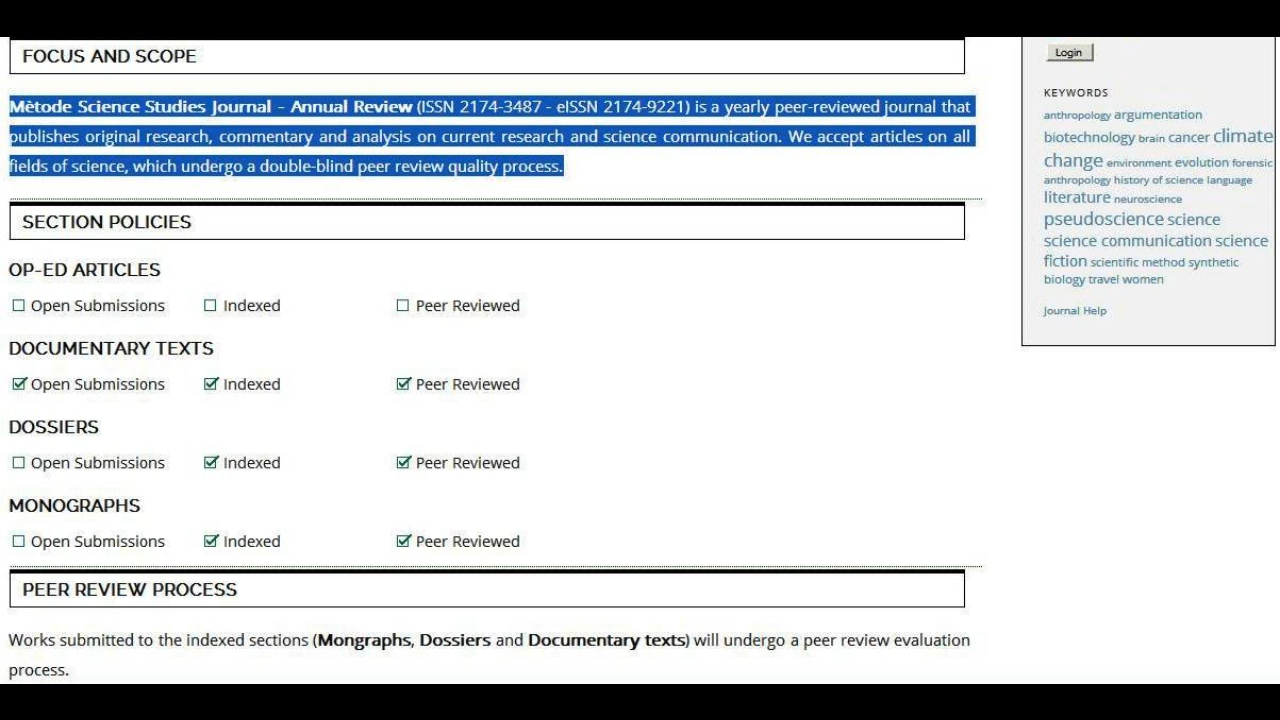 FOCUS AND SCOPE
Mètode Science Studies Journal - Annual Review (ISSN 2174-3487 - eISSN 2174-9221) is a yearly peer-reviewed journal that
publishes original research, commentary and analysis on current research and science communication. We accept articles on all
fields of science, which undergo a double-blind peer review quality process.
SECTION POLICIES
OP-ED ARTICLES
Open Submissions Indexed Peer Reviewed
DOCUMENTARY TEXTS
Open Submissions Indexed Peer Reviewed
DOSSIERS
Open Submissions Indexed Peer Reviewed
MONOGRAPHS
Open Submissions Indexed Peer Reviewed
PEER REVIEW PROCESS
Works submitted to the indexed sections (Mongraphs, Dossiers and Documentary texts) will undergo a peer review evaluation
process.
Login
KEYWORDS
anthropology argumentation
biotechnology brain cancer climate
change environment evolution forensic
anthropology history of science language
literature neuroscience
pseudoscience science
science communication science
fiction scientific method synthetic
biology travel women
Journal Help